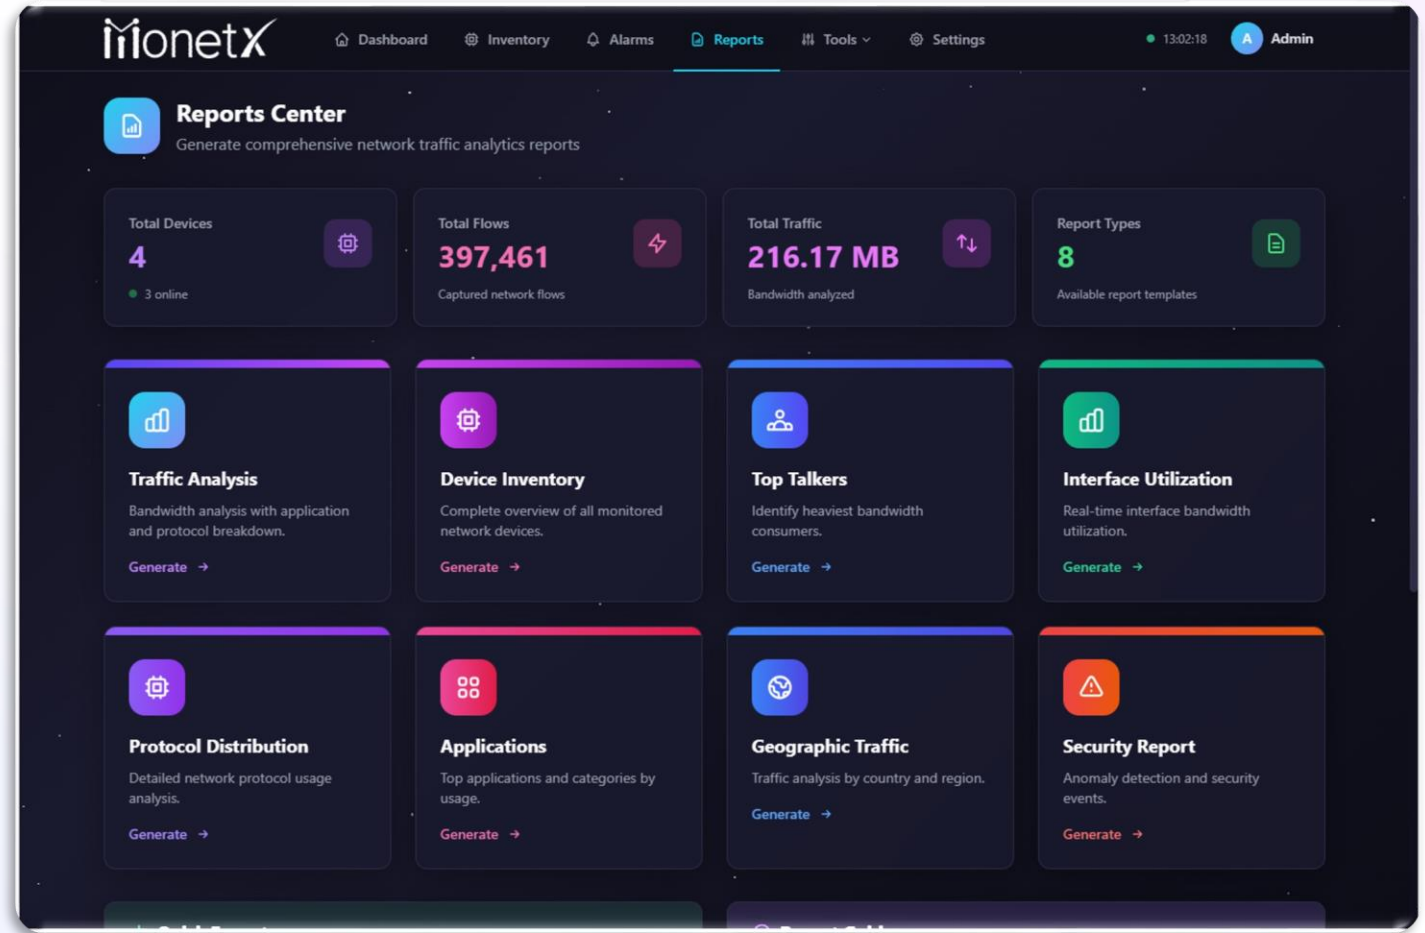 MonetX
Dashboard
Inventory
Alarms
Reports
Tools
Settings
13:02:18
A
Admin
Reports Center
Generate comprehensive network traffic analytics reports
Total Devices
4
3 online
Total Flows
397,461
Captured network flows
Total Traffic
216.17 MB
Bandwidth analyzed
Report Types
8
Available report templates
Traffic Analysis
Bandwidth analysis with application
and protocol breakdown.
Generate →
Device Inventory
Complete overview of all monitored
network devices.
Generate →
Top Talkers
Identify heaviest bandwidth
consumers.
Generate →
Interface Utilization
Real-time interface bandwidth
utilization.
Generate →
Protocol Distribution
Detailed network protocol usage
analysis.
Generate →
Applications
Top applications and categories by
usage.
Generate →
Geographic Traffic
Traffic analysis by country and region.
Generate →
Security Report
Anomaly detection and security
events.
Generate →